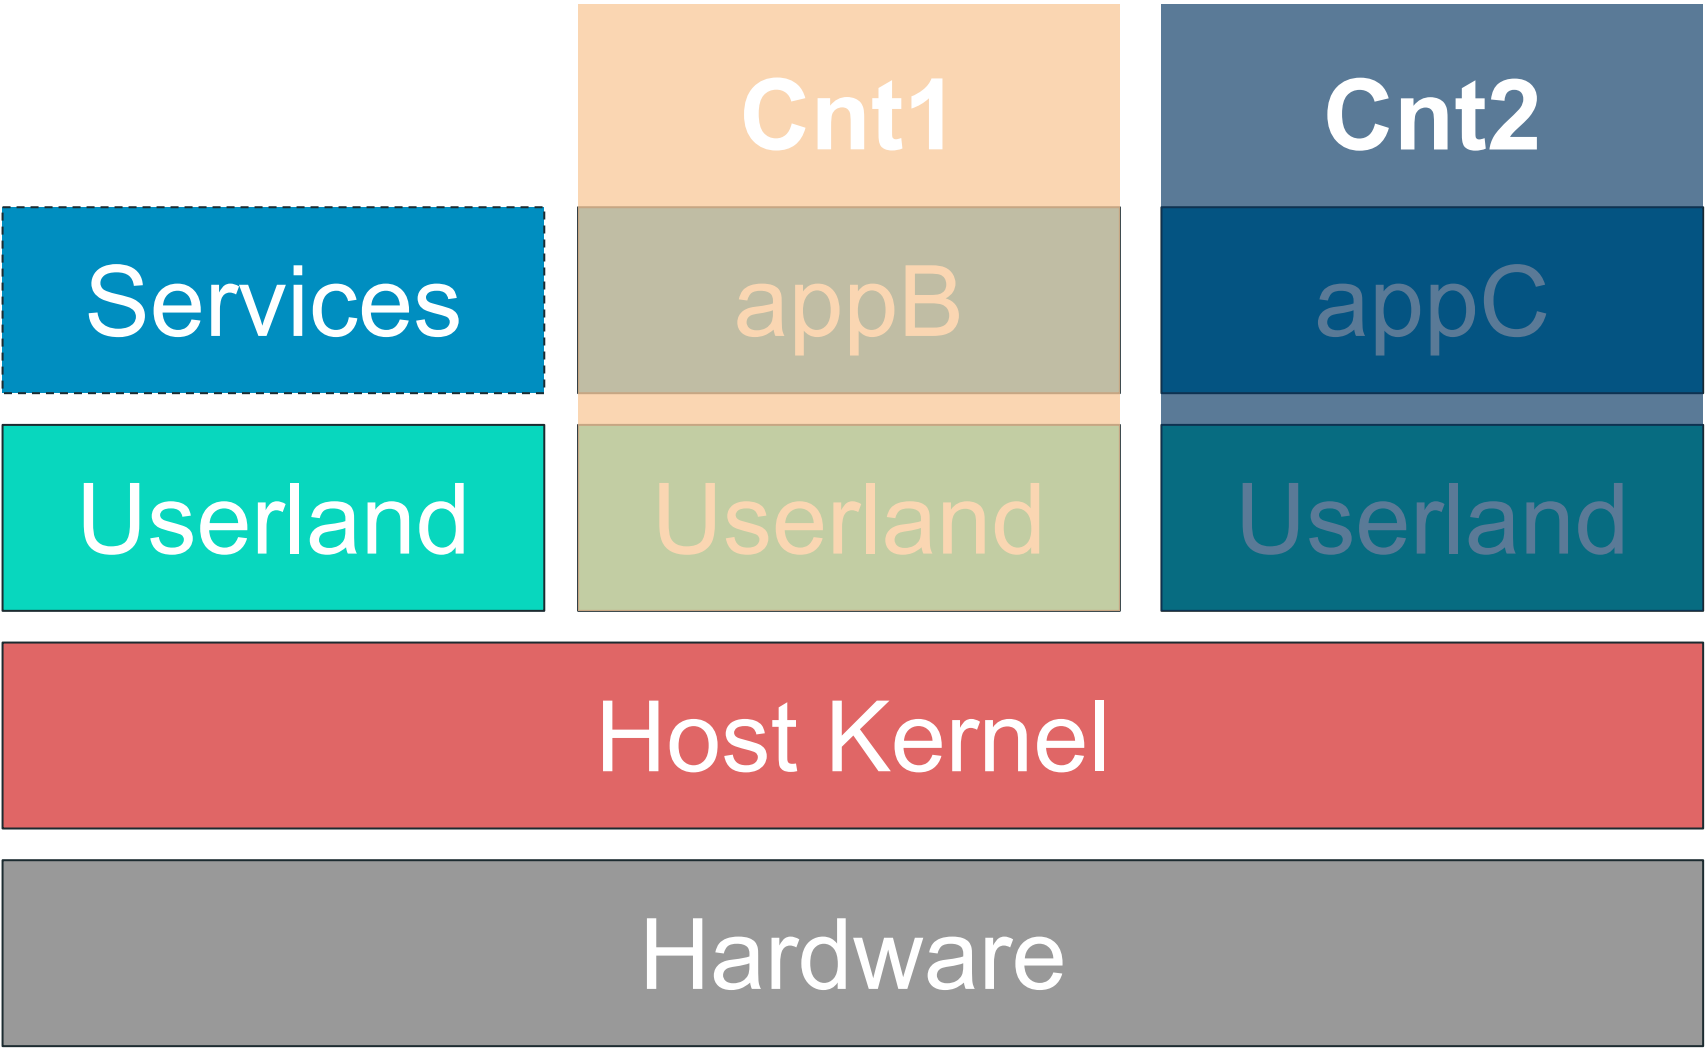 Cnt1
Cnt2
Services
appB
appC
Userland
Userland
Userland
Host Kernel
Hardware